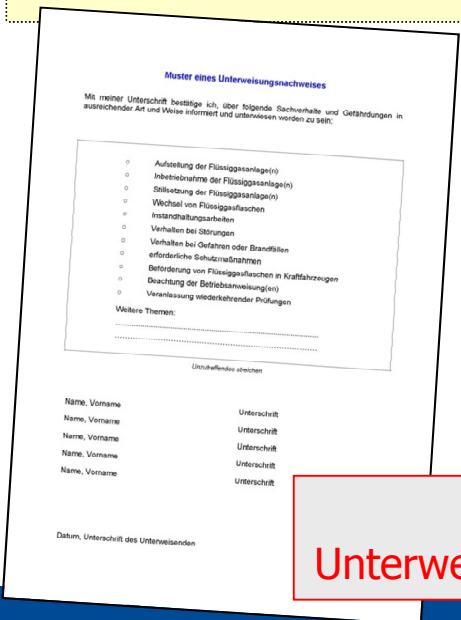 Muster eines Unterweisungsnachweises
Mit meiner Unterschrift bestätige ich, über folgende Sachverhalte und Gefährdungen in
ausreichender Art und Weise informiert und unterwiesen worden zu sein:
Aufstellung der Flüssiggasanlage(n)
Inbetriebnahme der Flüssiggasanlage(n)
Stillsetzung der Flüssiggasanlage(n)
Wechsel von Flüssiggasflaschen
Instandhaltungsarbeiten
Verhalten bei Störungen
Verhalten bei Gefahren oder Brandfällen
erforderliche Schutzmaßnahmen
Beförderung von Flüssiggasflaschen in Kraftfahrzeugen
Beachtung der Betriebsanweisung(en)
Veranlassung wiederkehrender Prüfungen
Weitere Themen:
Unzutreffendes streichen
Name, Vorname Unterschrift
Name, Vorname Unterschrift
Name, Vorname Unterschrift
Name, Vorname Unterschrift
Name, Vorname Unterschrift
Datum, Unterschrift des Unterweisenden
Unterwe